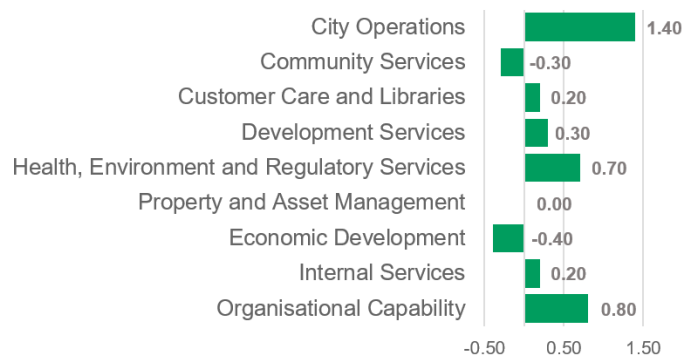 City Operations 1.40
Community Services -0.30
Customer Care and Libraries 0.20
Development Services 0.30
Health, Environment and Regulatory Services 0.70
Property and Asset Management 0.00
Economic Development -0.40
Internal Services 0.20
Organisational Capability 0.80
-0.50 0.50 1.50